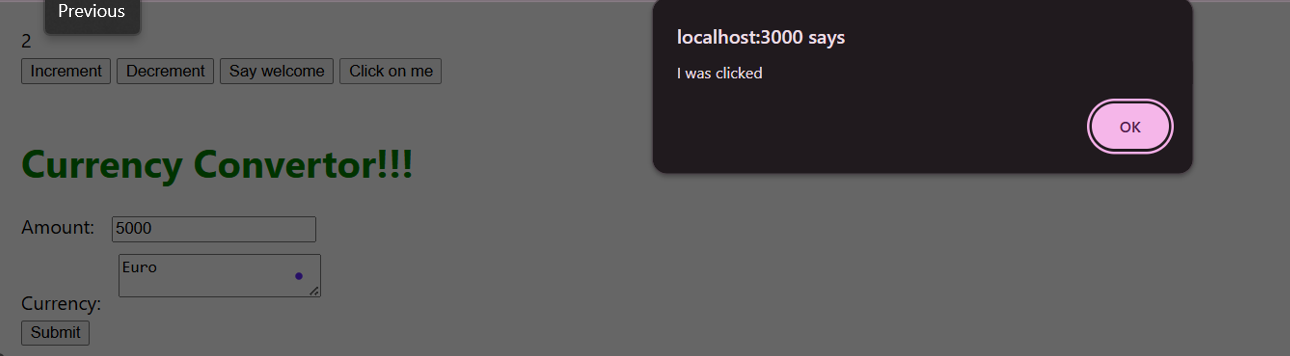 Previous
localhost:3000 says
2
I was clicked
Increment Decrement Say welcome Click on me
OK
Currency Convertor!!!
Amount: 5000
Euro
Currency:
Submit